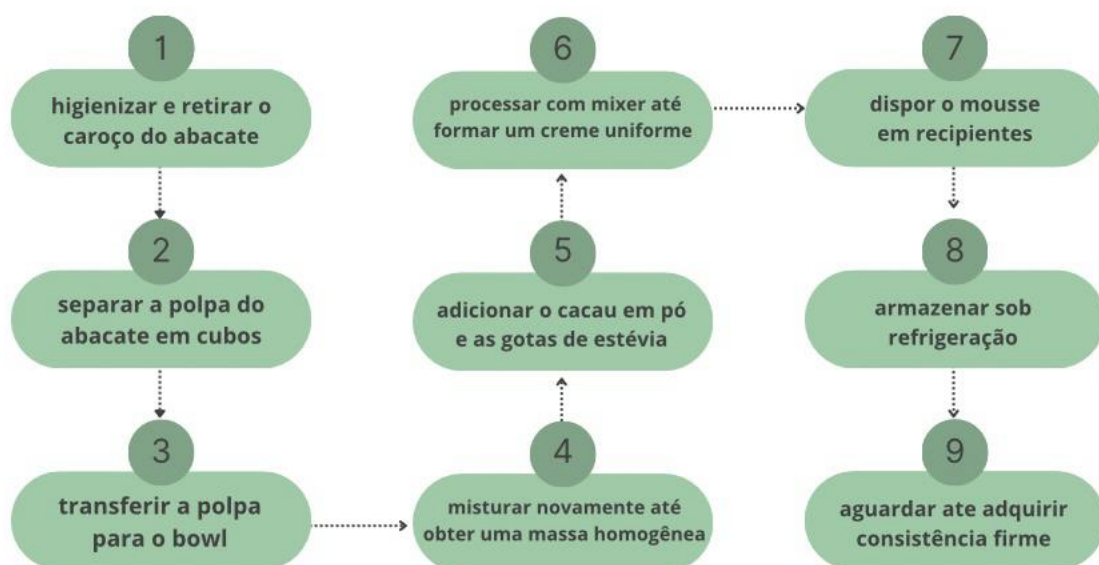 1
higienizar e retirar o
caroço do abacate
2
separar a polpa do
abacate em cubos
3
transferir a polpa
para o bowl
4
misturar novamente até
obter uma massa homogênea
5
adicionar o cacau em pó
e as gotas de estévia
6
processar com mixer até
formar um creme uniforme
7
dispor o mousse
em recipientes
8
armazenar sob
refrigeração
9
aguardar ate adquirir
consistência firme